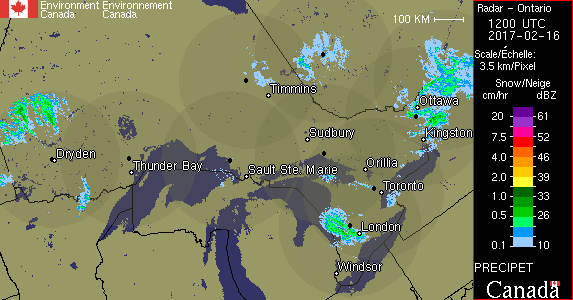 Environment Environnement
Canada Canada
100 KM
Timmins
Ottawa
Sudbury
Kingston
Dryden
Thunder Bay
Sault Ste. Marie
Orillia
Toronto
London
Windsor
Radar - Ontario
1200 UTC
2017-02-16
Scale/Échelle:
3.5 km/Pixel
Snow/Neige
cm/hr dBZ
20 61
7.5 52
4.0 46
2.0 39
1.0 33
0.5 26
0.1 10
PRECIPET
Canada